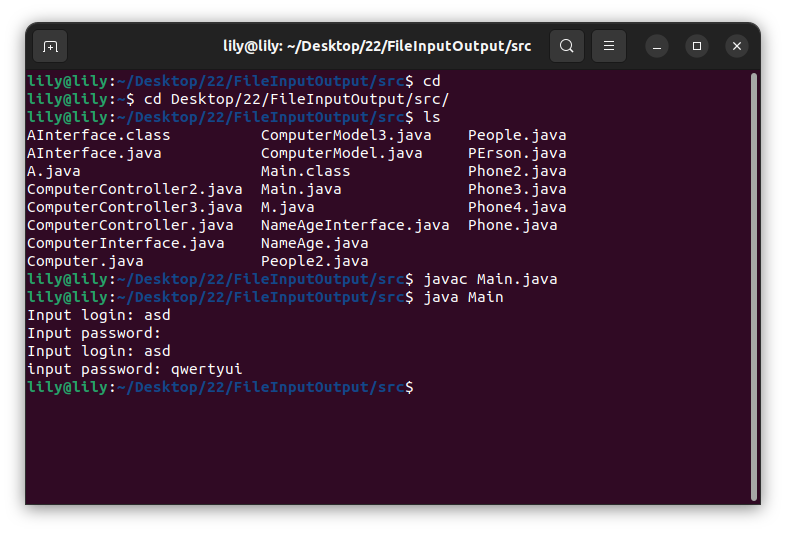 lily@lily: ~/Desktop/22/FileInputOutput/src
lily@lily:~/Desktop/22/FileInputOutput/src$ cd
lily@lily:~$ cd Desktop/22/FileInputOutput/src/
lily@lily:~/Desktop/22/FileInputOutput/src$ ls
AInterface.class          ComputerModel3.java    People.java
AInterface.java           ComputerModel.java     PErson.java
A.java                    Main.class             Phone2.java
ComputerController2.java  Main.java              Phone3.java
ComputerController3.java  M.java                 Phone4.java
ComputerController.java   NameAgeInterface.java  Phone.java
ComputerInterface.java    NameAge.java
Computer.java             People2.java
lily@lily:~/Desktop/22/FileInputOutput/src$ javac Main.java
lily@lily:~/Desktop/22/FileInputOutput/src$ java Main
Input login: asd
Input password:
Input login: asd
input password: qwertyui
lily@lily:~/Desktop/22/FileInputOutput/src$